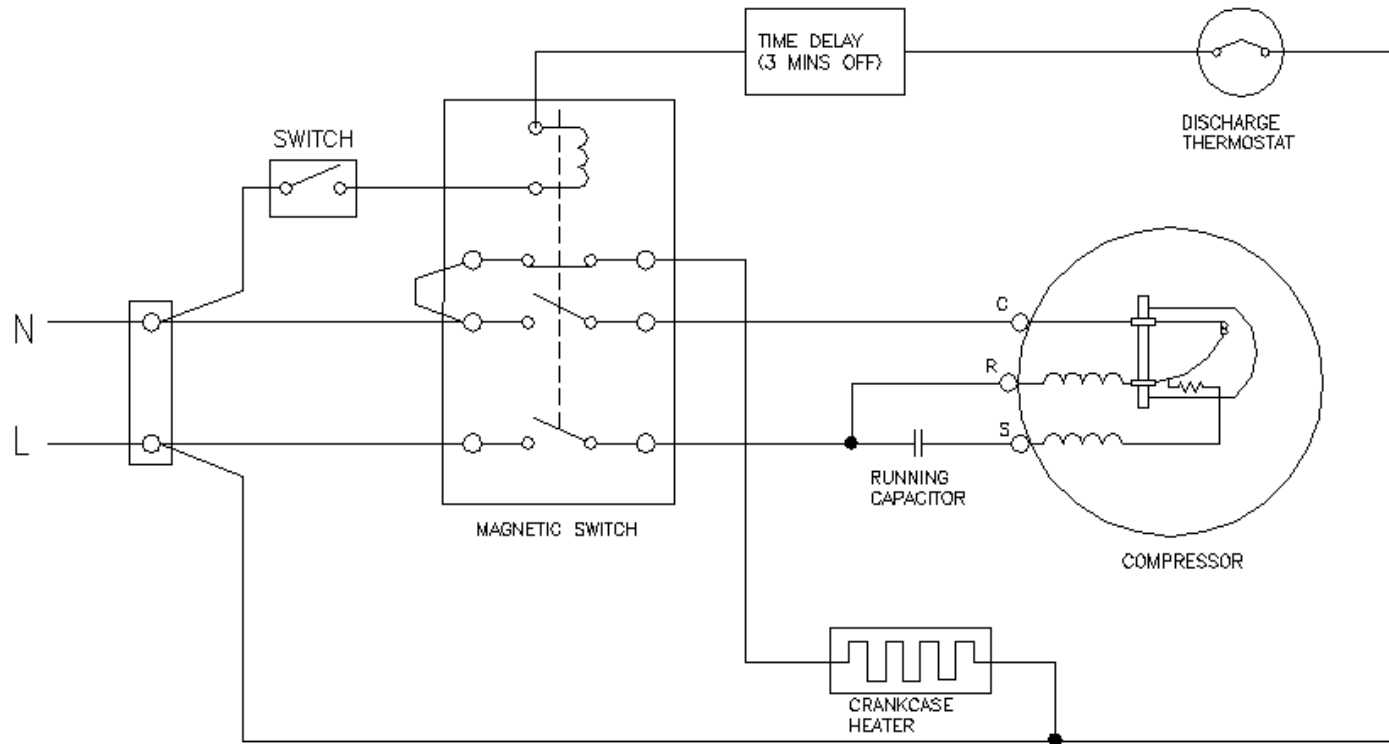 TIME DELAY
(3 MINS OFF)
DISCHARGE
THERMOSTAT
SWITCH
N
C
R
L
S
RUNNING
CAPACITOR
MAGNETIC SWITCH
COMPRESSOR
CRANKCASE
HEATER